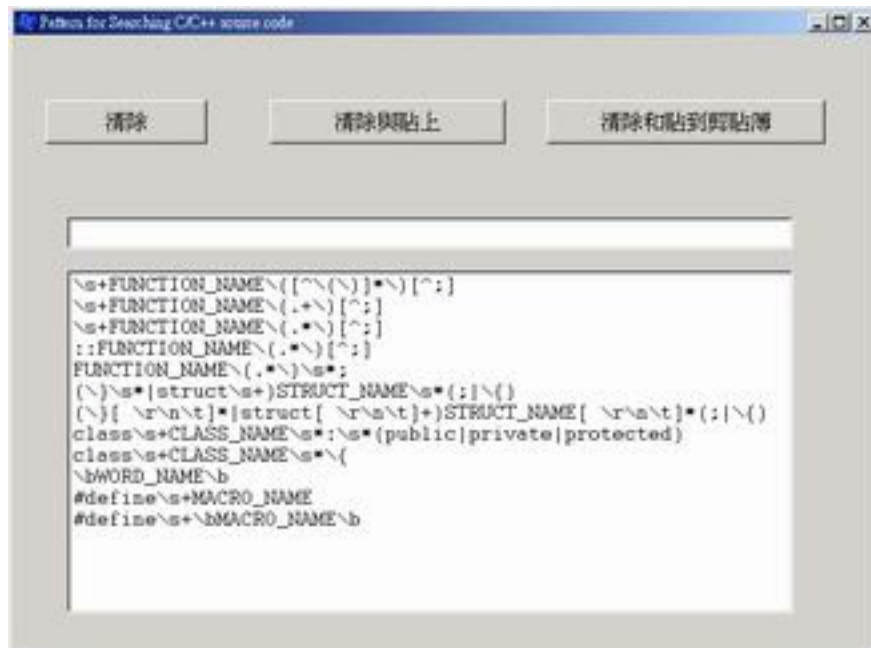 Pattern for Searching C/C++ source code
清除
清除與貼上
清除和貼到剪貼簿
\s+FUNCTION_NAME\([^\(\)]*\)[^;]
\s+FUNCTION_NAME\(.+\)[^;]
\s+FUNCTION_NAME\(.*\)[^;]
::FUNCTION_NAME\(.*\)[^;]
FUNCTION_NAME\(.*\)\s*;
(\}\s*|struct\s+)STRUCT_NAME\s*(;|\{)
(\}[ \r\n\t]*|struct[ \r\n\t]+)STRUCT_NAME[ \r\n\t]*(;|\{)
class\s+CLASS_NAME\s*:\s*(public|private|protected)
class\s+CLASS_NAME\s*\{
\bWORD_NAME\b
#define\s+MACRO_NAME
#define\s+\bMACRO_NAME\b